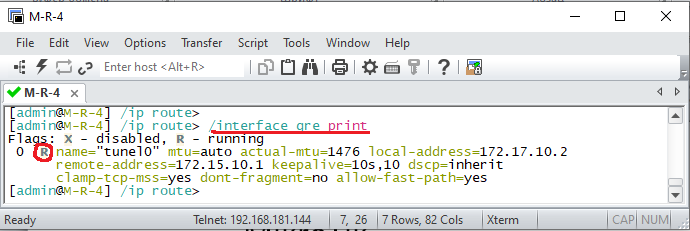 M-R-4
File Edit View Options Transfer Script Tools Window Help
Enter host <Alt+R>
M-R-4
[admin@M-R-4] /ip route>
[admin@M-R-4] /ip route> /interface gre print
Flags: X - disabled, R - running
0 R name="tunel0" mtu=auto actual-mtu=1476 local-address=172.17.10.2
remote-address=172.15.10.1 keepalive=10s,10 dscp=inherit
clamp-tcp-mss=yes dont-fragment=no allow-fast-path=yes
[admin@M-R-4] /ip route>
Ready Telnet: 192.168.181.144 7, 26 7 Rows, 82 Cols Xterm CAP NUM